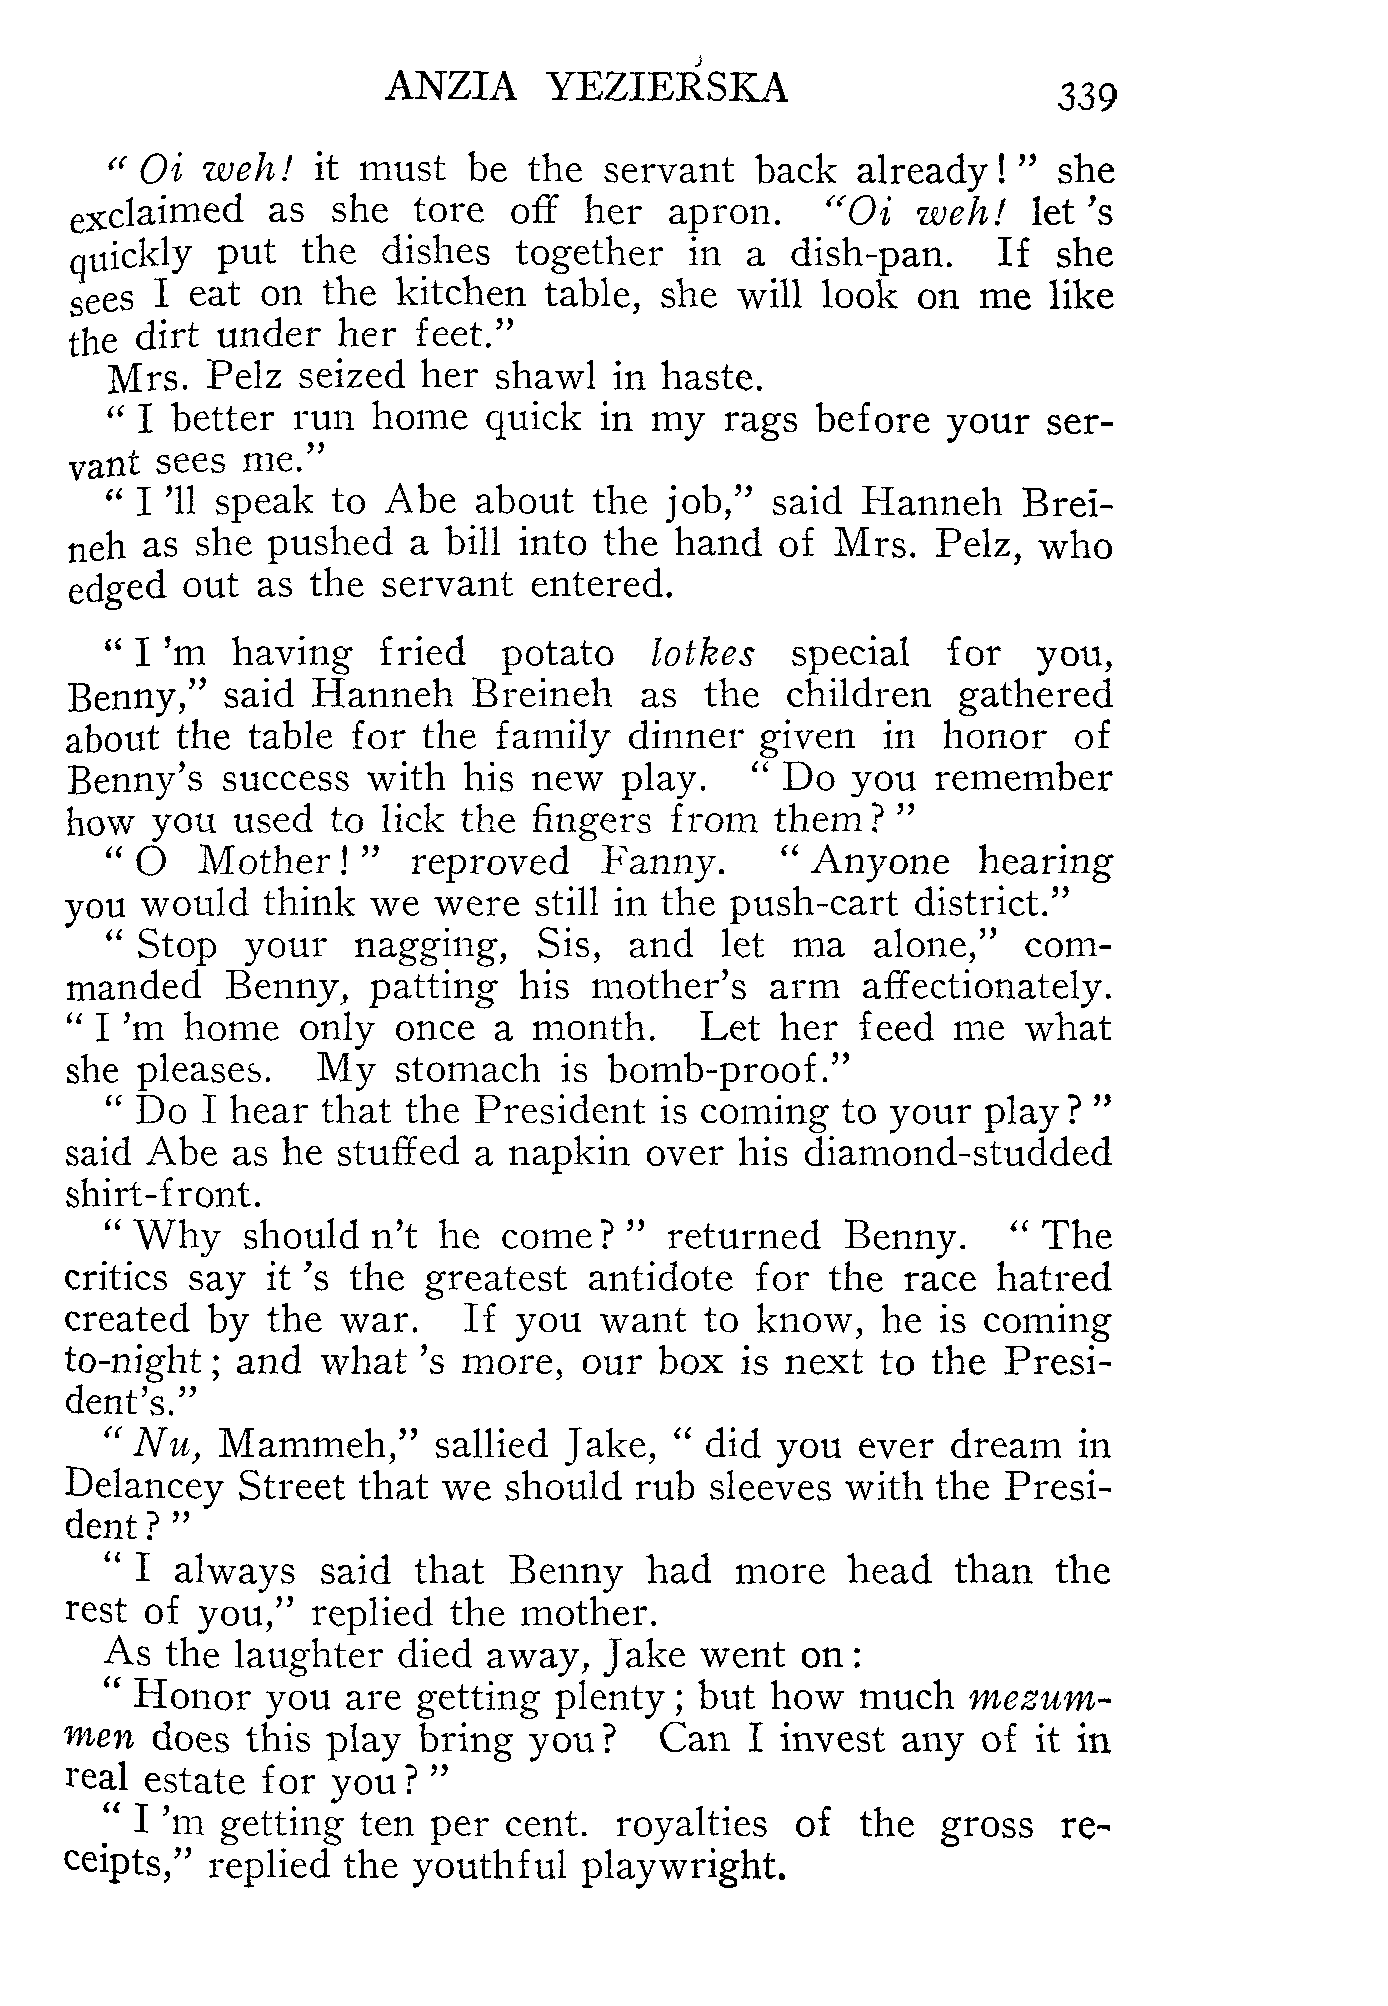 ANZIA YEZIERSKA 339
" Oi weh! it must be the servant back already! " she
exclaimed as she tore off her apron. "Oi weh! let 's
quickly put the dishes together in a dish-pan. If she
sees I eat on the kitchen table, she will look on me like
the dirt under her feet."
Mrs. Pelz seized her shawl in haste.
" I better run home quick in my rags before your ser-
vant sees me."
" I 'll speak to Abe about the job," said Hanneh Brei-
neh as she pushed a bill into the hand of Mrs. Pelz, who
edged out as the servant entered.
" I 'm having fried potato lotkes special for you,
Benny," said Hanneh Breineh as the children gathered
about the table for the family dinner given in honor of
Benny's success with his new play. " Do you remember
how you used to lick the fingers from them? "
" O Mother! " reproved Fanny. " Anyone hearing
you would think we were still in the push-cart district."
" Stop your nagging, Sis, and let ma alone," com-
manded Benny, patting his mother's arm affectionately.
" I 'm home only once a month. Let her feed me what
she pleases. My stomach is bomb-proof."
" Do I hear that the President is coming to your play? "
said Abe as he stuffed a napkin over his diamond-studded
shirt-front.
" Why should n't he come? " returned Benny. " The
critics say it 's the greatest antidote for the race hatred
created by the war. If you want to know, he is coming
to-night; and what 's more, our box is next to the Presi-
dent's."
" Nu, Mammeh," sallied Jake, " did you ever dream in
Delancey Street that we should rub sleeves with the Presi-
dent? "
" I always said that Benny had more head than the
rest of you," replied the mother.
As the laughter died away, Jake went on:
" Honor you are getting plenty; but how much mezum-
men does this play bring you? Can I invest any of it in
real estate for you? "
" I 'm getting ten per cent. royalties of the gross re-
ceipts," replied the youthful playwright.